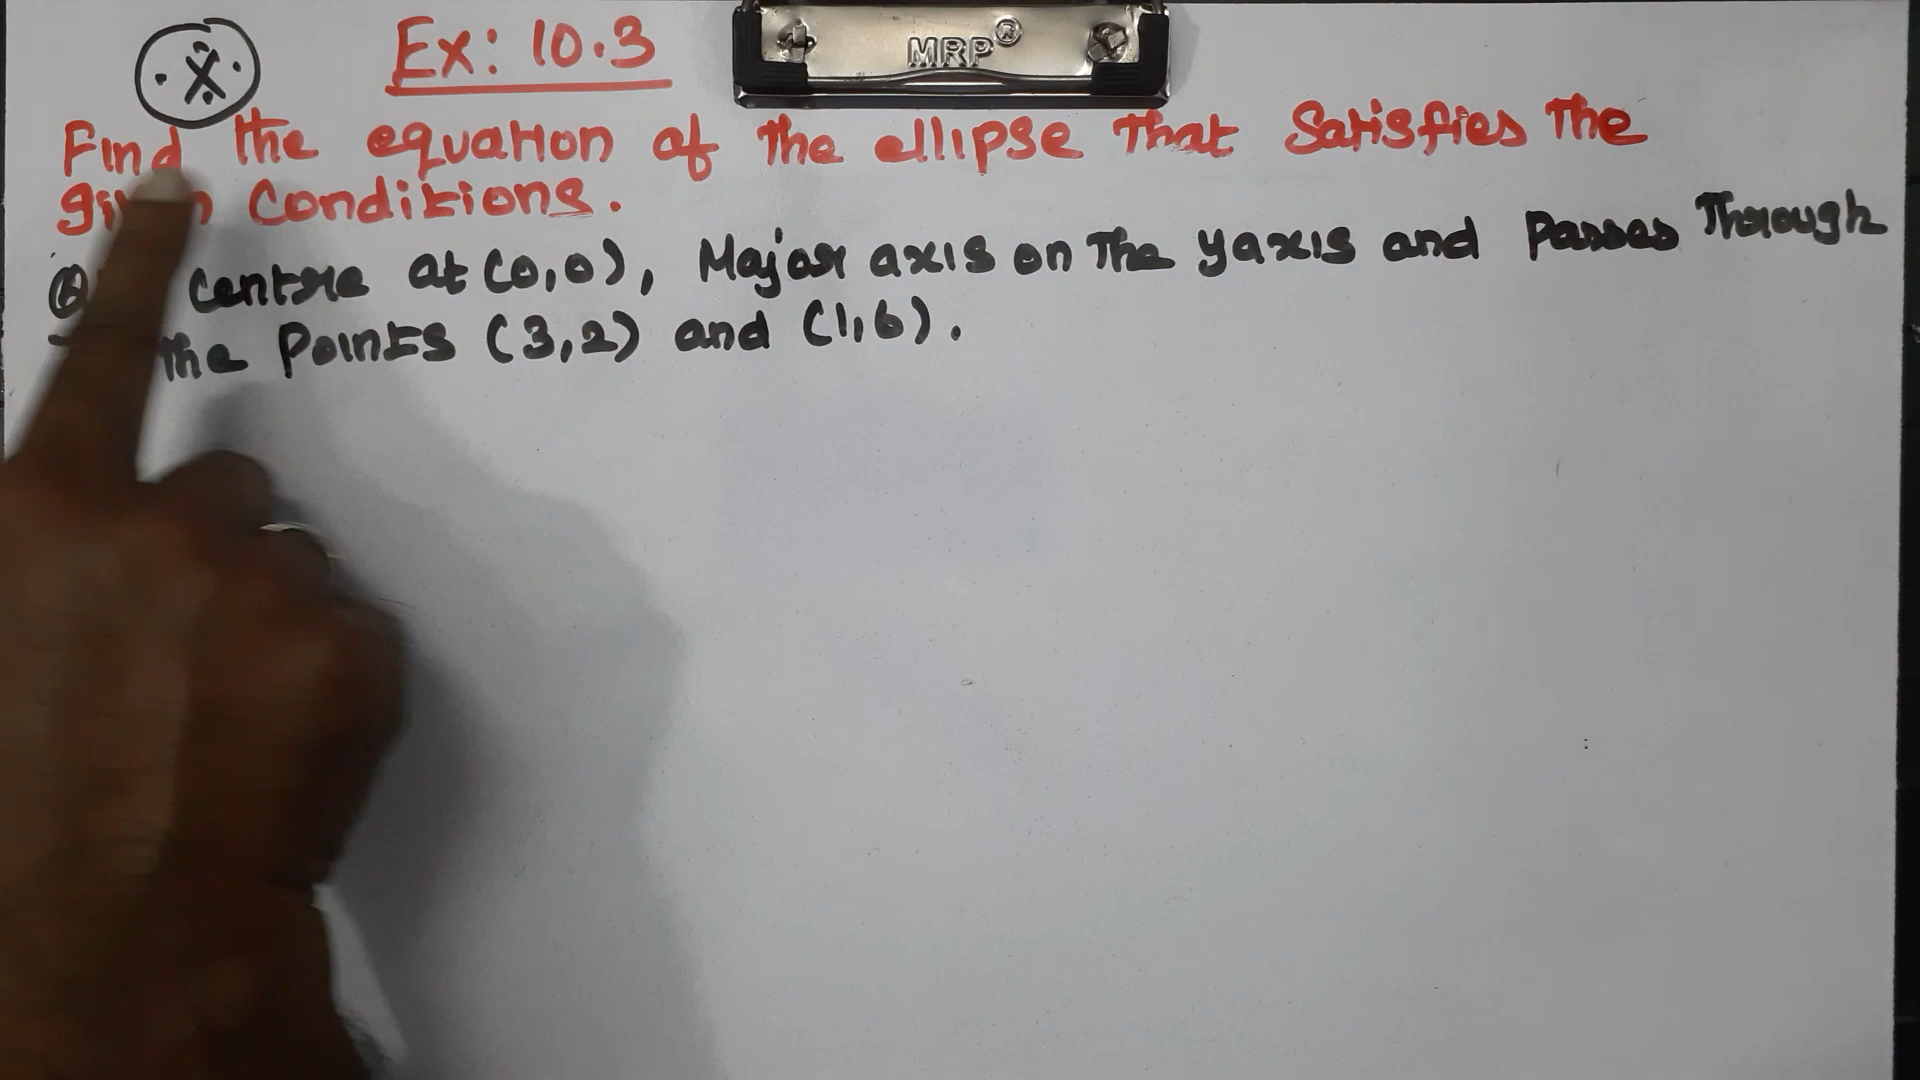 X
Ex: 10.3
MRP®
Find the equation of the ellipse that satisfies the
conditions.
centre at (0,0), Major axis on the y axis and passes through
the points (3,2) and (1,6).